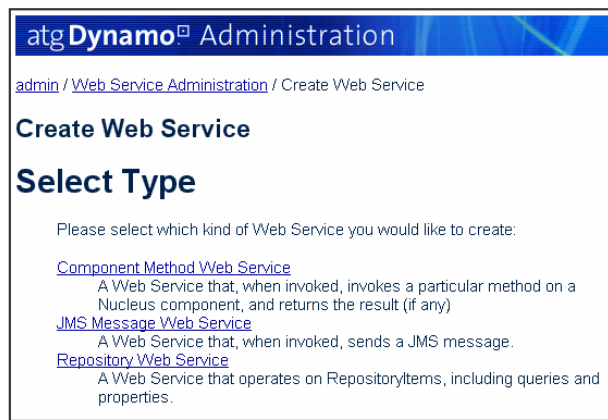 atg Dynamo Administration
admin / Web Service Administration / Create Web Service
Create Web Service
Select Type
Please select which kind of Web Service you would like to create:
Component Method Web Service
A Web Service that, when invoked, invokes a particular method on a
Nucleus component, and returns the result (if any)
JMS Message Web Service
A Web Service that, when invoked, sends a JMS message.
Repository Web Service
A Web Service that operates on RepositoryItems, including queries and
properties.